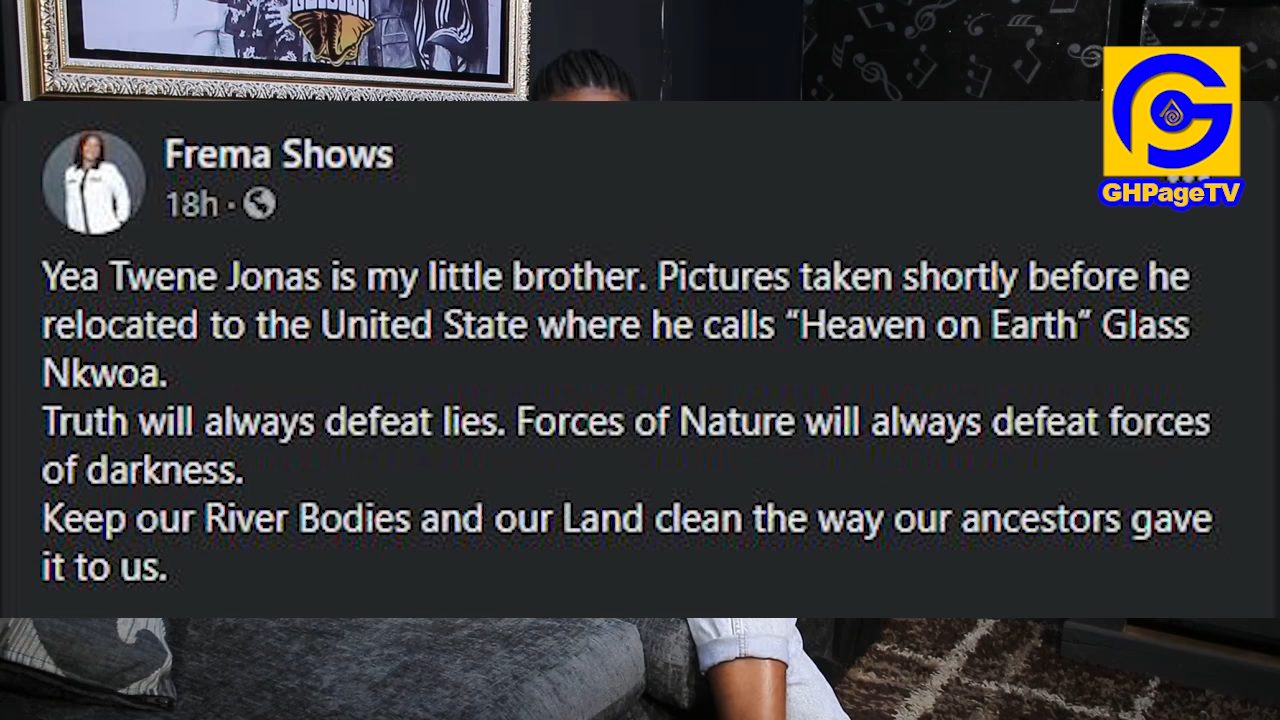 Frema Shows
18h ·
GHPageTV
Yea Twene Jonas is my little brother. Pictures taken shortly before he
relocated to the United State where he calls “Heaven on Earth” Glass
Nkwoa.
Truth will always defeat lies. Forces of Nature will always defeat forces
of darkness.
Keep our River Bodies and our Land clean the way our ancestors gave
it to us.